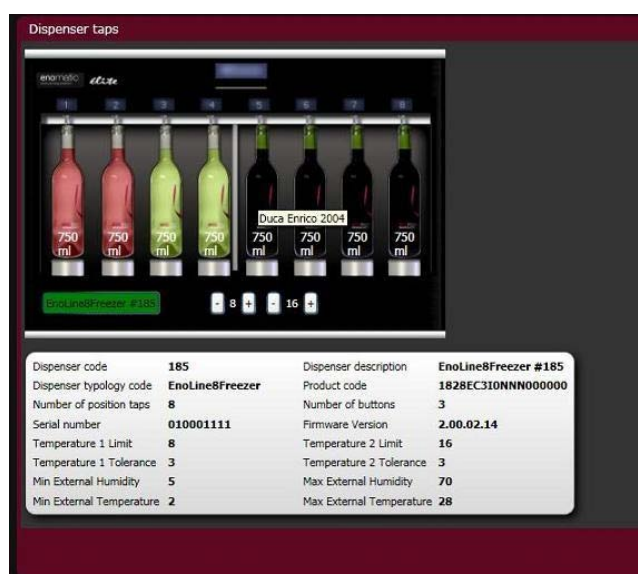 Dispenser taps
enomatic élite
1 2 3 4 5 6 7 8
Duca Enrico 2004
750 750 750 750 750 750 750 750
ml ml ml ml ml ml ml ml
EnoLine8Freezer #185 - 8 + - 16 +
Dispenser code 185 Dispenser description EnoLine8Freezer #185
Dispenser typology code EnoLine8Freezer Product code 1828EC3I0NNN000000
Number of position taps 8 Number of buttons 3
Serial number 010001111 Firmware Version 2.00.02.14
Temperature 1 Limit 8 Temperature 2 Limit 16
Temperature 1 Tolerance 3 Temperature 2 Tolerance 3
Min External Humidity 5 Max External Humidity 70
Min External Temperature 2 Max External Temperature 28